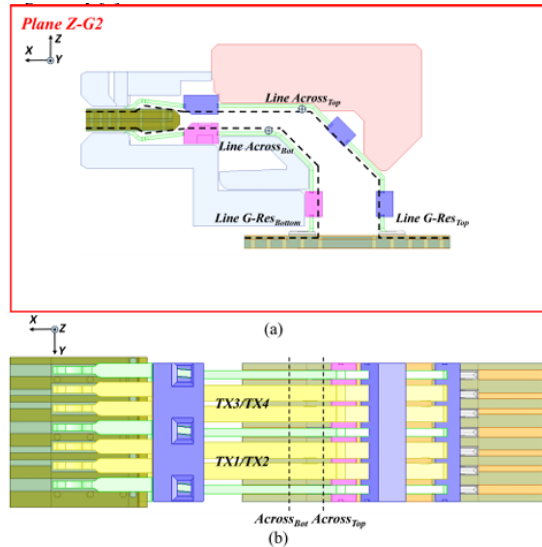 Plane Z-G2
Z
X
Y
Line Across_Top
Line Across_Bot
Line G-Res_Bottom
Line G-Res_Top
(a)
X
Z
Y
TX3/TX4
TX1/TX2
Across_Bot Across_Top
(b)